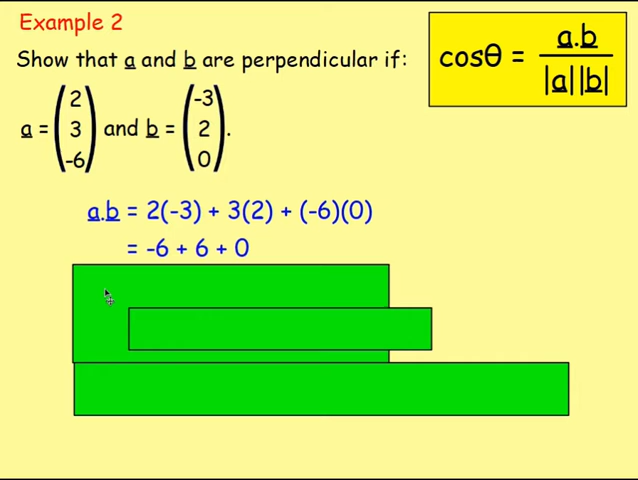 Example 2
cosθ = a.b / |a||b|
Show that a and b are perpendicular if:
a = (2 3 -6) and b = (-3 2 0).
a.b = 2(-3) + 3(2) + (-6)(0)
= -6 + 6 + 0